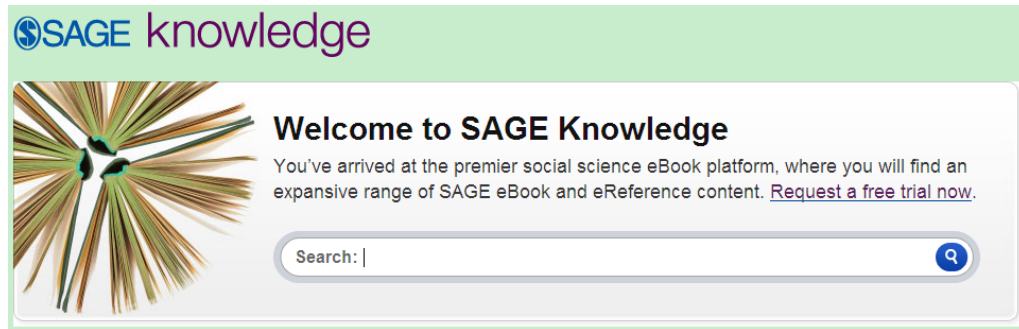 SAGE knowledge
Welcome to SAGE Knowledge
You've arrived at the premier social science eBook platform, where you will find an
expansive range of SAGE eBook and eReference content. Request a free trial now.
Search: